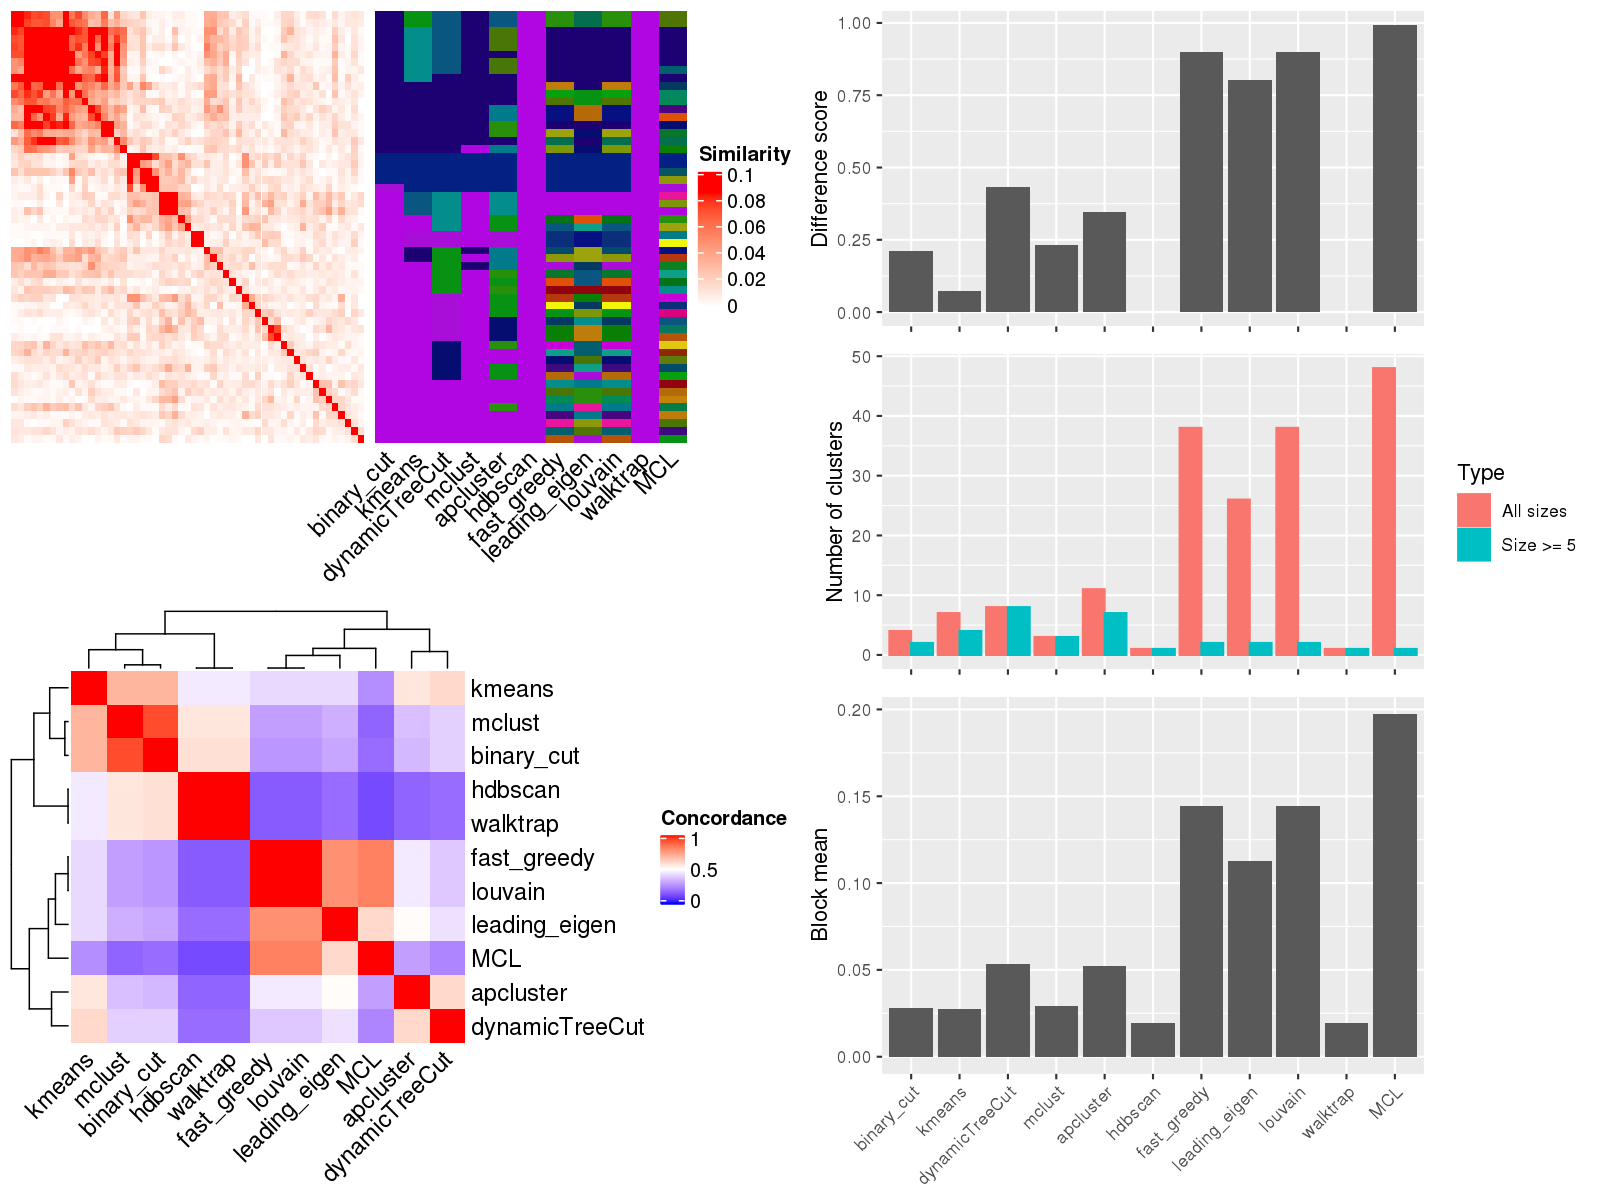 Similarity
0.1
0.08
0.06
0.04
0.02
0
binary_cut
kmeans
dynamicTreeCut
mclust
apcluster
hdbscan
fast_greedy
leading_eigen
louvain
walktrap
MCL
kmeans
mclust
binary_cut
hdbscan
walktrap
fast_greedy
louvain
leading_eigen
MCL
apcluster
dynamicTreeCut
kmeans
mclust
binary_cut
hdbscan
walktrap
fast_greedy
louvain
leading_eigen
MCL
apcluster
dynamicTreeCut
Concordance
1
0.5
0
Difference score
1.00
0.75
0.50
0.25
0.00
Number of clusters
50
40
30
20
10
0
Type
All sizes
Size >= 5
Block mean
0.20
0.15
0.10
0.05
0.00
binary_cut
kmeans
dynamicTreeCut
mclust
apcluster
hdbscan
fast_greedy
leading_eigen
louvain
walktrap
MCL